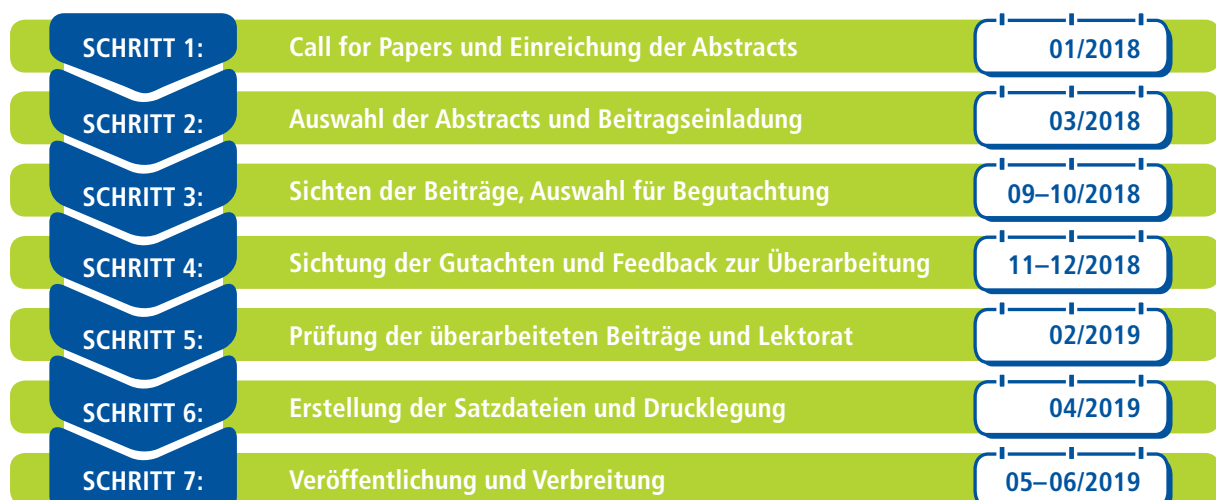 SCHRITT 1: Call for Papers und Einreichung der Abstracts 01/2018
SCHRITT 2: Auswahl der Abstracts und Beitragseinladung 03/2018
SCHRITT 3: Sichten der Beiträge, Auswahl für Begutachtung 09–10/2018
SCHRITT 4: Sichtung der Gutachten und Feedback zur Überarbeitung 11–12/2018
SCHRITT 5: Prüfung der überarbeiteten Beiträge und Lektorat 02/2019
SCHRITT 6: Erstellung der Satzdateien und Drucklegung 04/2019
SCHRITT 7: Veröffentlichung und Verbreitung 05–06/2019